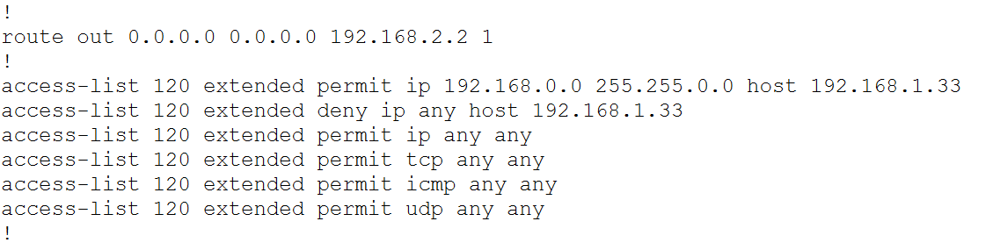 !
route out 0.0.0.0 0.0.0.0 192.168.2.2 1
!
access-list 120 extended permit ip 192.168.0.0 255.255.0.0 host 192.168.1.33
access-list 120 extended deny ip any host 192.168.1.33
access-list 120 extended permit ip any any
access-list 120 extended permit tcp any any
access-list 120 extended permit icmp any any
access-list 120 extended permit udp any any
!